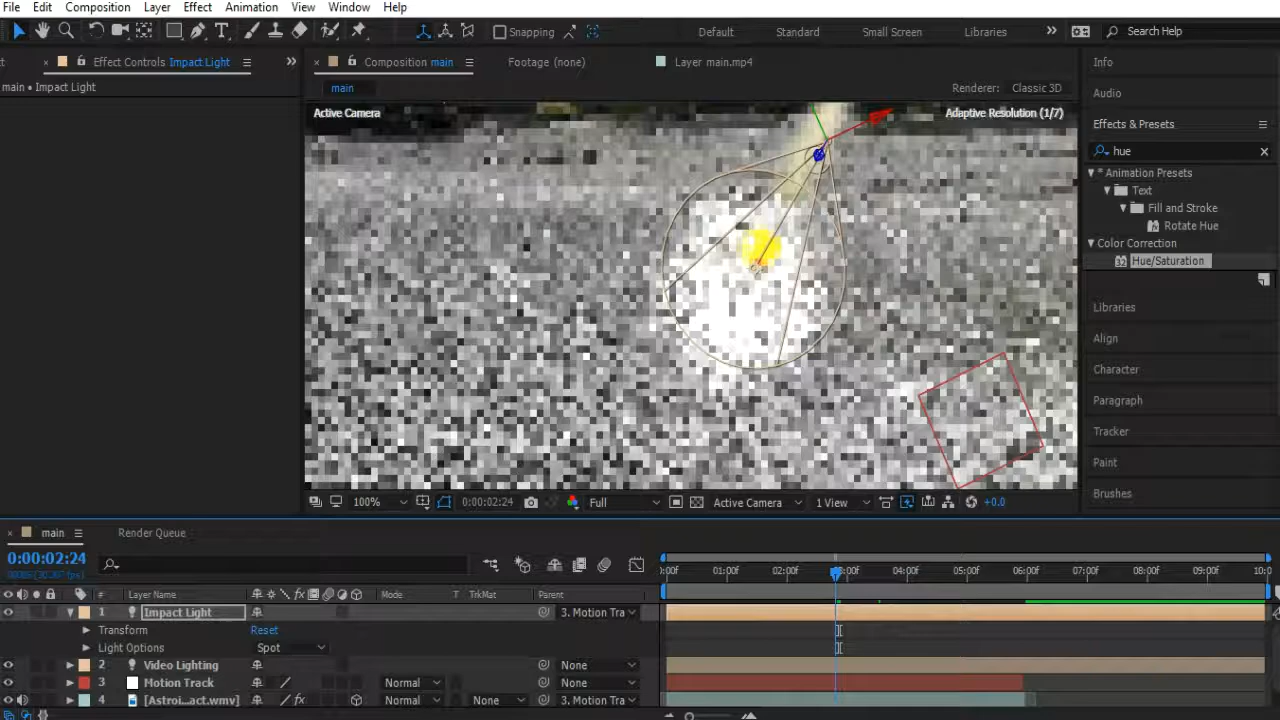 File Edit Composition Layer Effect Animation View Window Help
Snapping Default Standard Small Screen Libraries Search Help
Effect Controls Impact Light
Composition main
Footage (none)
Layer main.mp4
Info
main • Impact Light
main
Renderer: Classic 3D
Audio
Active Camera
Adaptive Resolution (1/7)
Effects & Presets
hue
* Animation Presets
Text
Fill and Stroke
Rotate Hue
Color Correction
Hue/Saturation
Libraries
Align
Character
Paragraph
Tracker
Paint
Brushes
100% 0:00:02:24 Full Active Camera 1 View +0.0
main
Render Queue
0:00:02:24
:00f 01:00f 02:00f 03:00f 04:00f 05:00f 06:00f 07:00f 08:00f 09:00f 10:0
# Layer Name Mode T TrkMat Parent
1 Impact Light 3. Motion Tra
Transform Reset
Light Options Spot
2 Video Lighting None
3 Motion Track Normal None
4 [Astroi...act.wmv] Normal None 3. Motion Tra